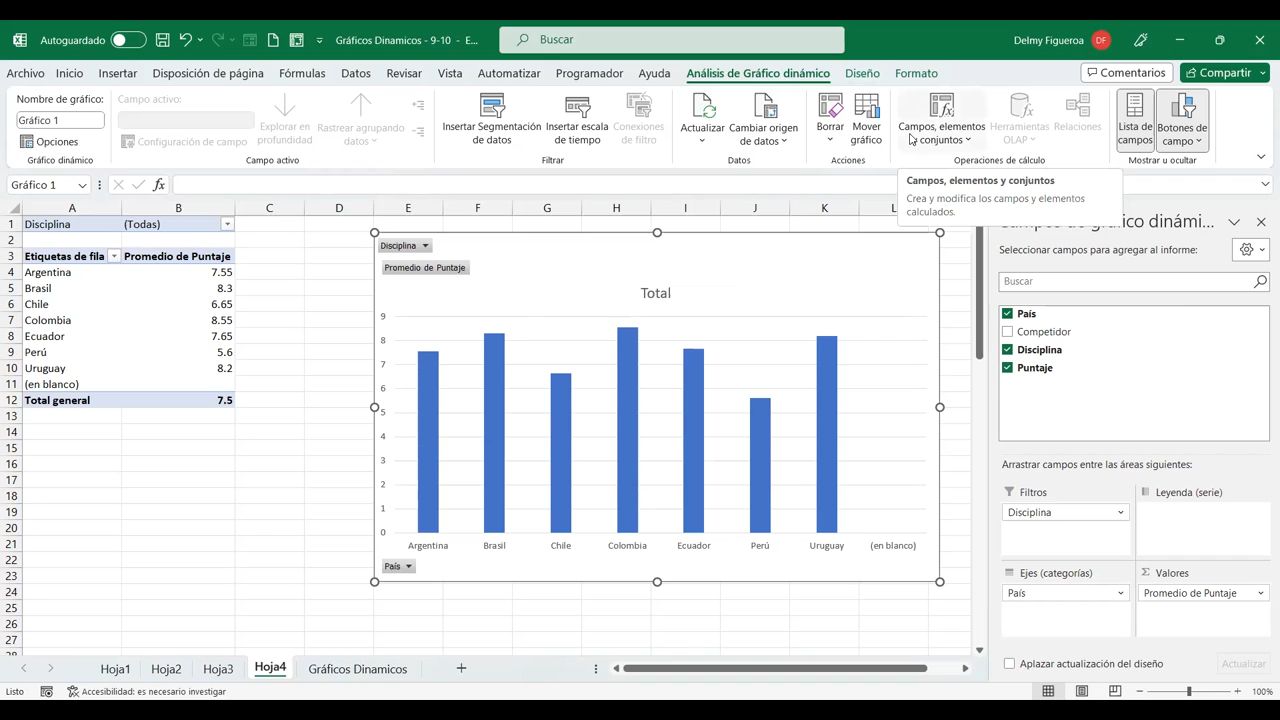 Autoguardado
Gráficos Dinamicos - 9-10 - E...
Buscar
Delmy Figueroa
DF
Archivo Inicio Insertar Disposición de página Fórmulas Datos Revisar Vista Automatizar Programador Ayuda Análisis de Gráfico dinámico Diseño Formato
Comentarios
Compartir
Nombre de gráfico:
Gráfico 1
Opciones
Gráfico dinámico
Campo activo:
Configuración de campo
Explorar en profundidad
Rastrear agrupando datos
Campo activo
Insertar Segmentación de datos
Insertar escala de tiempo
Conexiones de filtro
Filtrar
Actualizar
Cambiar origen de datos
Datos
Borrar
Mover gráfico
Acciones
Campos, elementos y conjuntos
Herramientas OLAP
Relaciones
Operaciones de cálculo
Lista de campos
Botones de campo
Mostrar u ocultar
Gráfico 1
fx
Campos, elementos y conjuntos
Crea y modifica los campos y elementos
calculados.
A B C D E F G H I J K L
1 Disciplina (Todas)
2
3 Etiquetas de fila Promedio de Puntaje
4 Argentina 7.55
5 Brasil 8.3
6 Chile 6.65
7 Colombia 8.55
8 Ecuador 7.65
9 Perú 5.6
10 Uruguay 8.2
11 (en blanco)
12 Total general 7.5
13
14
15
16
17
18
19
20
21
22
23
24
25
26
27
Disciplina
Promedio de Puntaje
Total
9
8
7
6
5
4
3
2
1
0
Argentina Brasil Chile Colombia Ecuador Perú Uruguay (en blanco)
País
Campos de gráfico dinámi...
Seleccionar campos para agregar al informe:
Buscar
País
Competidor
Disciplina
Puntaje
Arrastrar campos entre las áreas siguientes:
Filtros
Disciplina
Leyenda (serie)
Ejes (categorías)
País
Σ Valores
Promedio de Puntaje
Aplazar actualización del diseño
Actualizar
Hoja1 Hoja2 Hoja3 Hoja4 Gráficos Dinamicos
Listo
Accesibilidad: es necesario investigar
100%